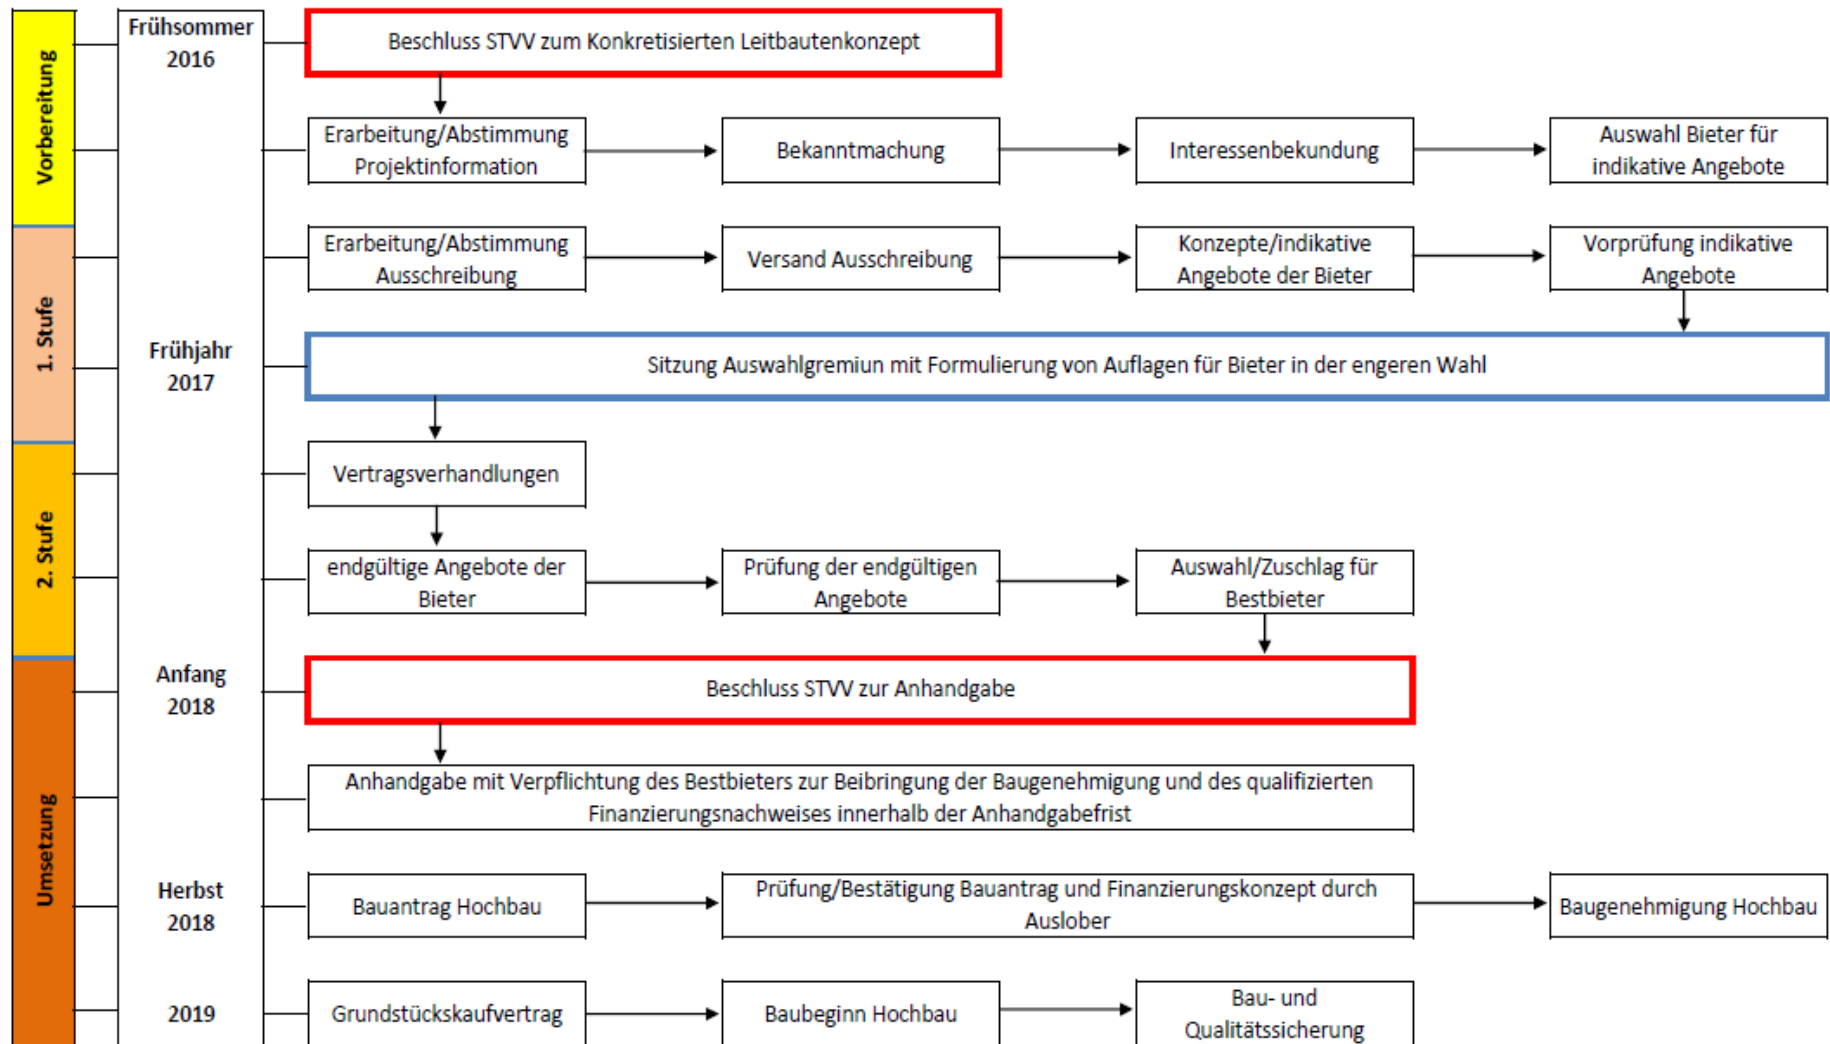 Vorbereitung
Frühsommer
2016
Beschluss STVV zum Konkretisierten Leitbautenkonzept
Erarbeitung/Abstimmung
Projektinformation
Bekanntmachung
Interessenbekundung
Auswahl Bieter für
indikative Angebote
1. Stufe
Erarbeitung/Abstimmung
Ausschreibung
Versand Ausschreibung
Konzepte/indikative
Angebote der Bieter
Vorprüfung indikative
Angebote
Frühjahr
2017
Sitzung Auswahlgremiun mit Formulierung von Auflagen für Bieter in der engeren Wahl
2. Stufe
Vertragsverhandlungen
endgültige Angebote der
Bieter
Prüfung der endgültigen
Angebote
Auswahl/Zuschlag für
Bestbieter
Umsetzung
Anfang
2018
Beschluss STVV zur Anhandgabe
Anhandgabe mit Verpflichtung des Bestbieters zur Beibringung der Baugenehmigung und des qualifizierten
Finanzierungsnachweises innerhalb der Anhandgabefrist
Herbst
2018
Bauantrag Hochbau
Prüfung/Bestätigung Bauantrag und Finanzierungskonzept durch
Auslober
Baugenehmigung Hochbau
2019
Grundstückskaufvertrag
Baubeginn Hochbau
Bau- und
Qualitätssicherung